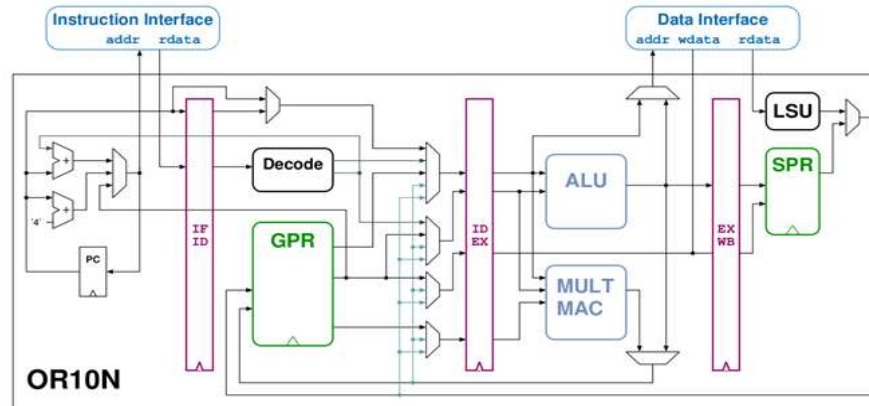 Instruction Interface
addr rdata
Data Interface
addr wdata rdata
LSU
Decode
ALU
SPR
'4'
IF
ID
GPR
ID
EX
EX
WB
PC
MULT
MAC
OR10N
+
+